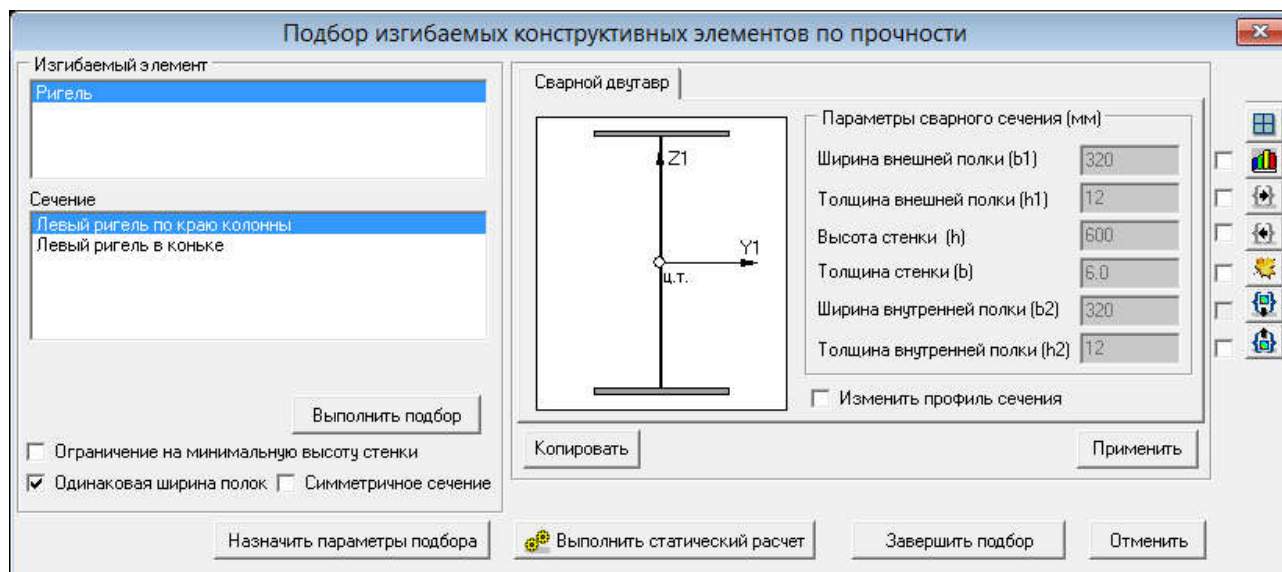 Подбор изгибаемых конструктивных элементов по прочности
Изгибаемый элемент
Ригель
Сечение
Левый ригель по краю колонны
Левый ригель в коньке
Выполнить подбор
Ограничение на минимальную высоту стенки
Одинаковая ширина полок
Симметричное сечение
Сварной двутавр
Z1
Y1
ц.т.
Параметры сварного сечения (мм)
Ширина внешней полки (b1) 320
Толщина внешней полки (h1) 12
Высота стенки (h) 600
Толщина стенки (b) 6.0
Ширина внутренней полки (b2) 320
Толщина внутренней полки (h2) 12
Изменить профиль сечения
Копировать
Применить
Назначить параметры подбора
Выполнить статический расчет
Завершить подбор
Отменить